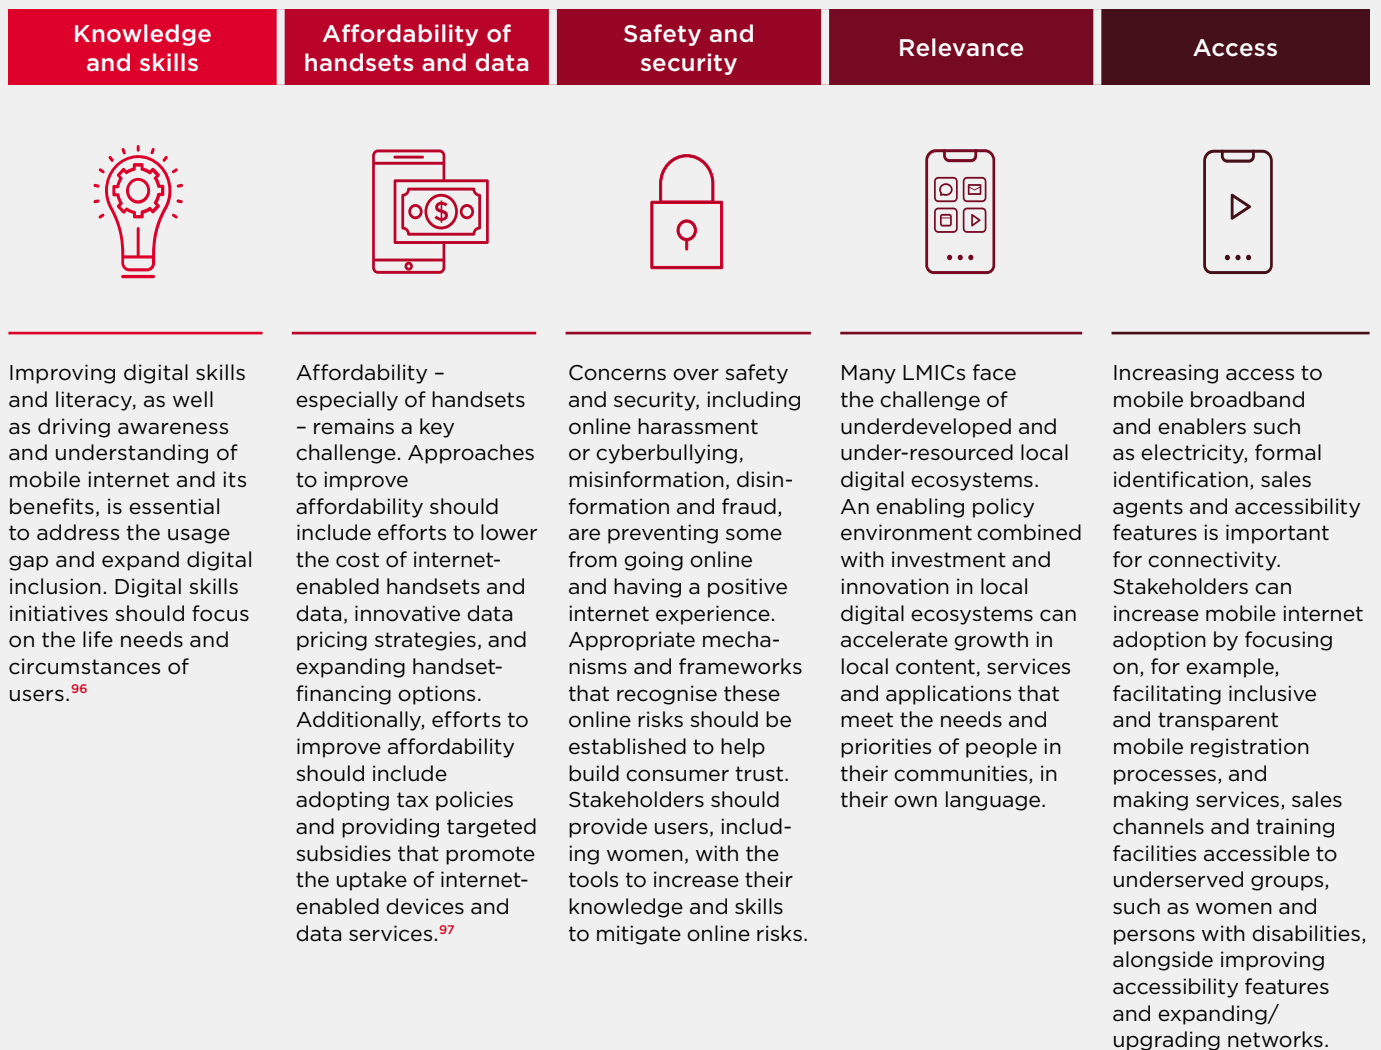 Knowledge
and skills
Affordability of
handsets and data
Safety and
security
Relevance
Access
$
Improving digital skills
and literacy, as well
as driving awareness
and understanding of
mobile internet and its
benefits, is essential
to address the usage
gap and expand digital
inclusion. Digital skills
initiatives should focus
on the life needs and
circumstances of
users.96
Affordability –
especially of handsets
– remains a key
challenge. Approaches
to improve
affordability should
include efforts to lower
the cost of internet-
enabled handsets and
data, innovative data
pricing strategies, and
expanding handset-
financing options.
Additionally, efforts to
improve affordability
should include
adopting tax policies
and providing targeted
subsidies that promote
the uptake of internet-
enabled devices and
data services.97
Concerns over safety
and security, including
online harassment
or cyberbullying,
misinformation, disin-
formation and fraud,
are preventing some
from going online
and having a positive
internet experience.
Appropriate mecha-
nisms and frameworks
that recognise these
online risks should be
established to help
build consumer trust.
Stakeholders should
provide users, includ-
ing women, with the
tools to increase their
knowledge and skills
to mitigate online risks.
Many LMICs face
the challenge of
underdeveloped and
under-resourced local
digital ecosystems.
An enabling policy
environment combined
with investment and
innovation in local
digital ecosystems can
accelerate growth in
local content, services
and applications that
meet the needs and
priorities of people in
their communities, in
their own language.
Increasing access to
mobile broadband
and enablers such
as electricity, formal
identification, sales
agents and accessibility
features is important
for connectivity.
Stakeholders can
increase mobile internet
adoption by focusing
on, for example,
facilitating inclusive
and transparent
mobile registration
processes, and
making services, sales
channels and training
facilities accessible to
underserved groups,
such as women and
persons with disabilities,
alongside improving
accessibility features
and expanding/
upgrading networks.